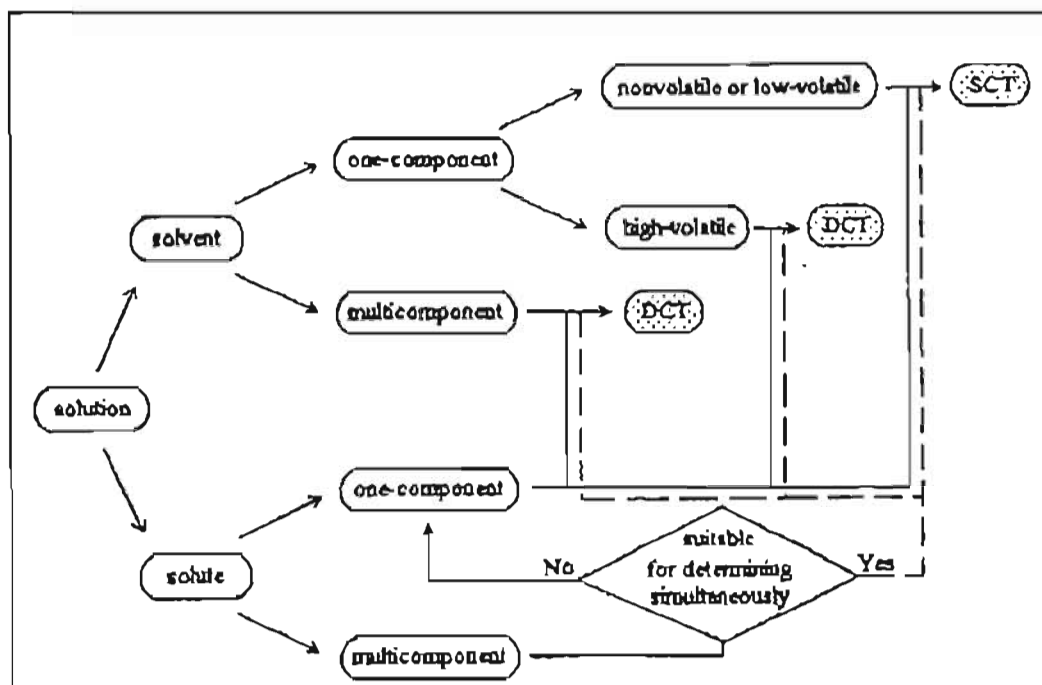 nonvolatile or low-volatile
SCT
one-component
high-volatile
DCT
solvent
multicomponent
DCT
solution
one-component
suitable
for determining
simultaneously
No
Yes
solute
multicomponent